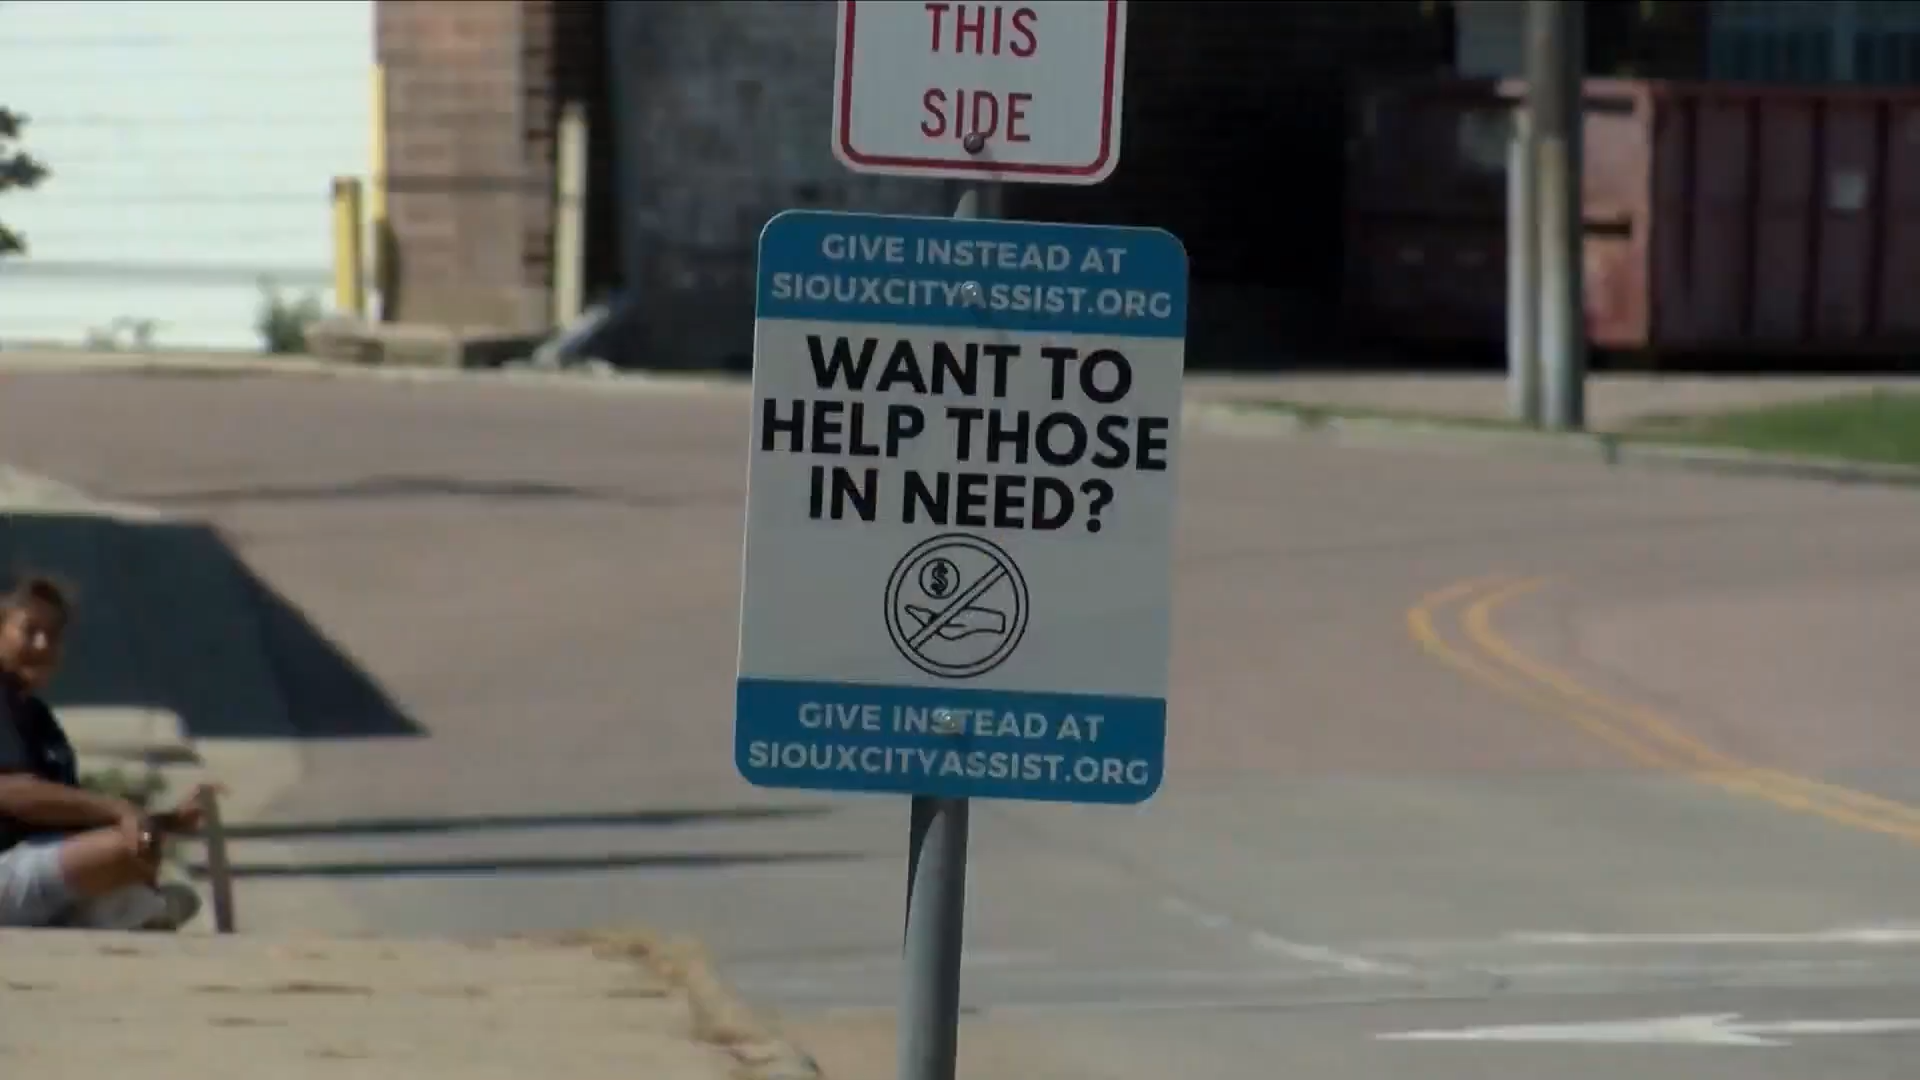 THIS
SIDE
GIVE INSTEAD AT
SIOUXCITYASSIST.ORG
WANT TO
HELP THOSE
IN NEED?
$
GIVE INSTEAD AT
SIOUXCITYASSIST.ORG